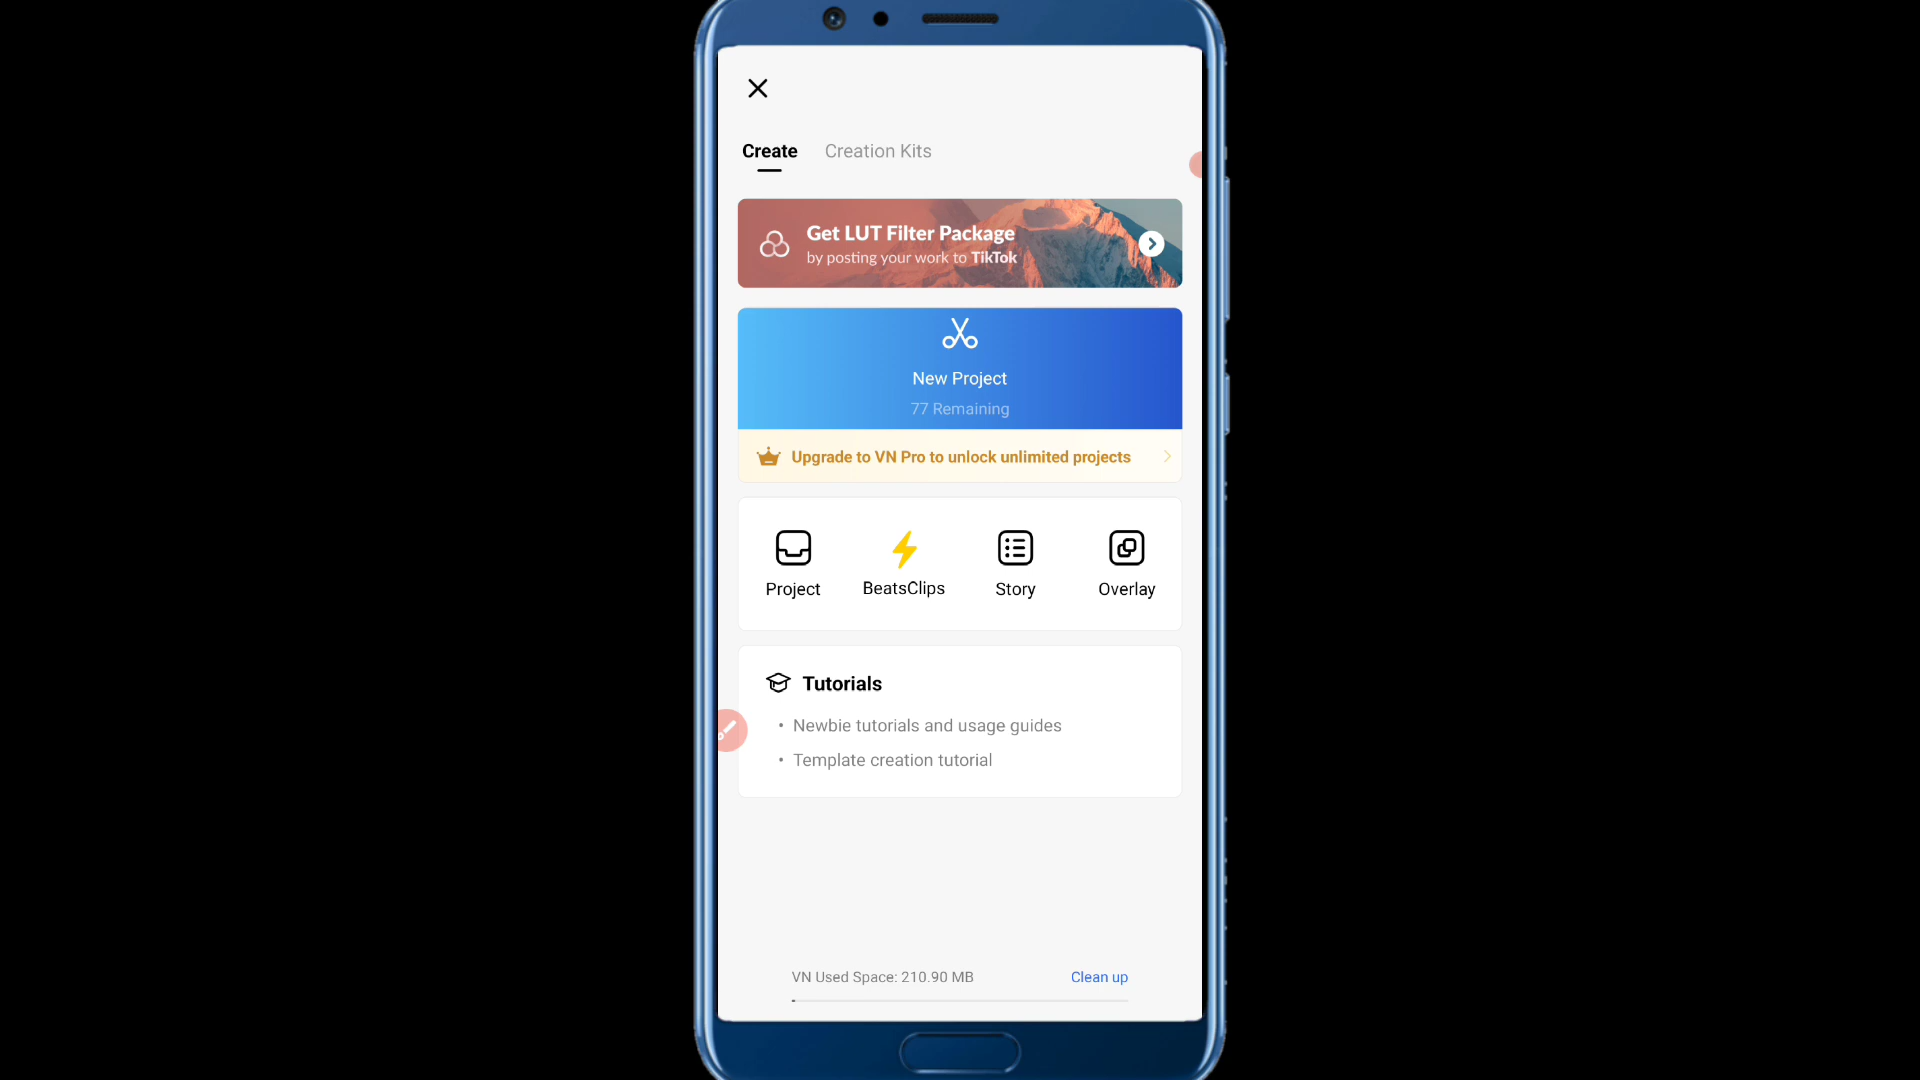 Create
Creation Kits
Get LUT Filter Package
by posting your work to TikTok
New Project
77 Remaining
Upgrade to VN Pro to unlock unlimited projects
Project
BeatsClips
Story
Overlay
Tutorials
• Newbie tutorials and usage guides
• Template creation tutorial
VN Used Space: 210.90 MB
Clean up